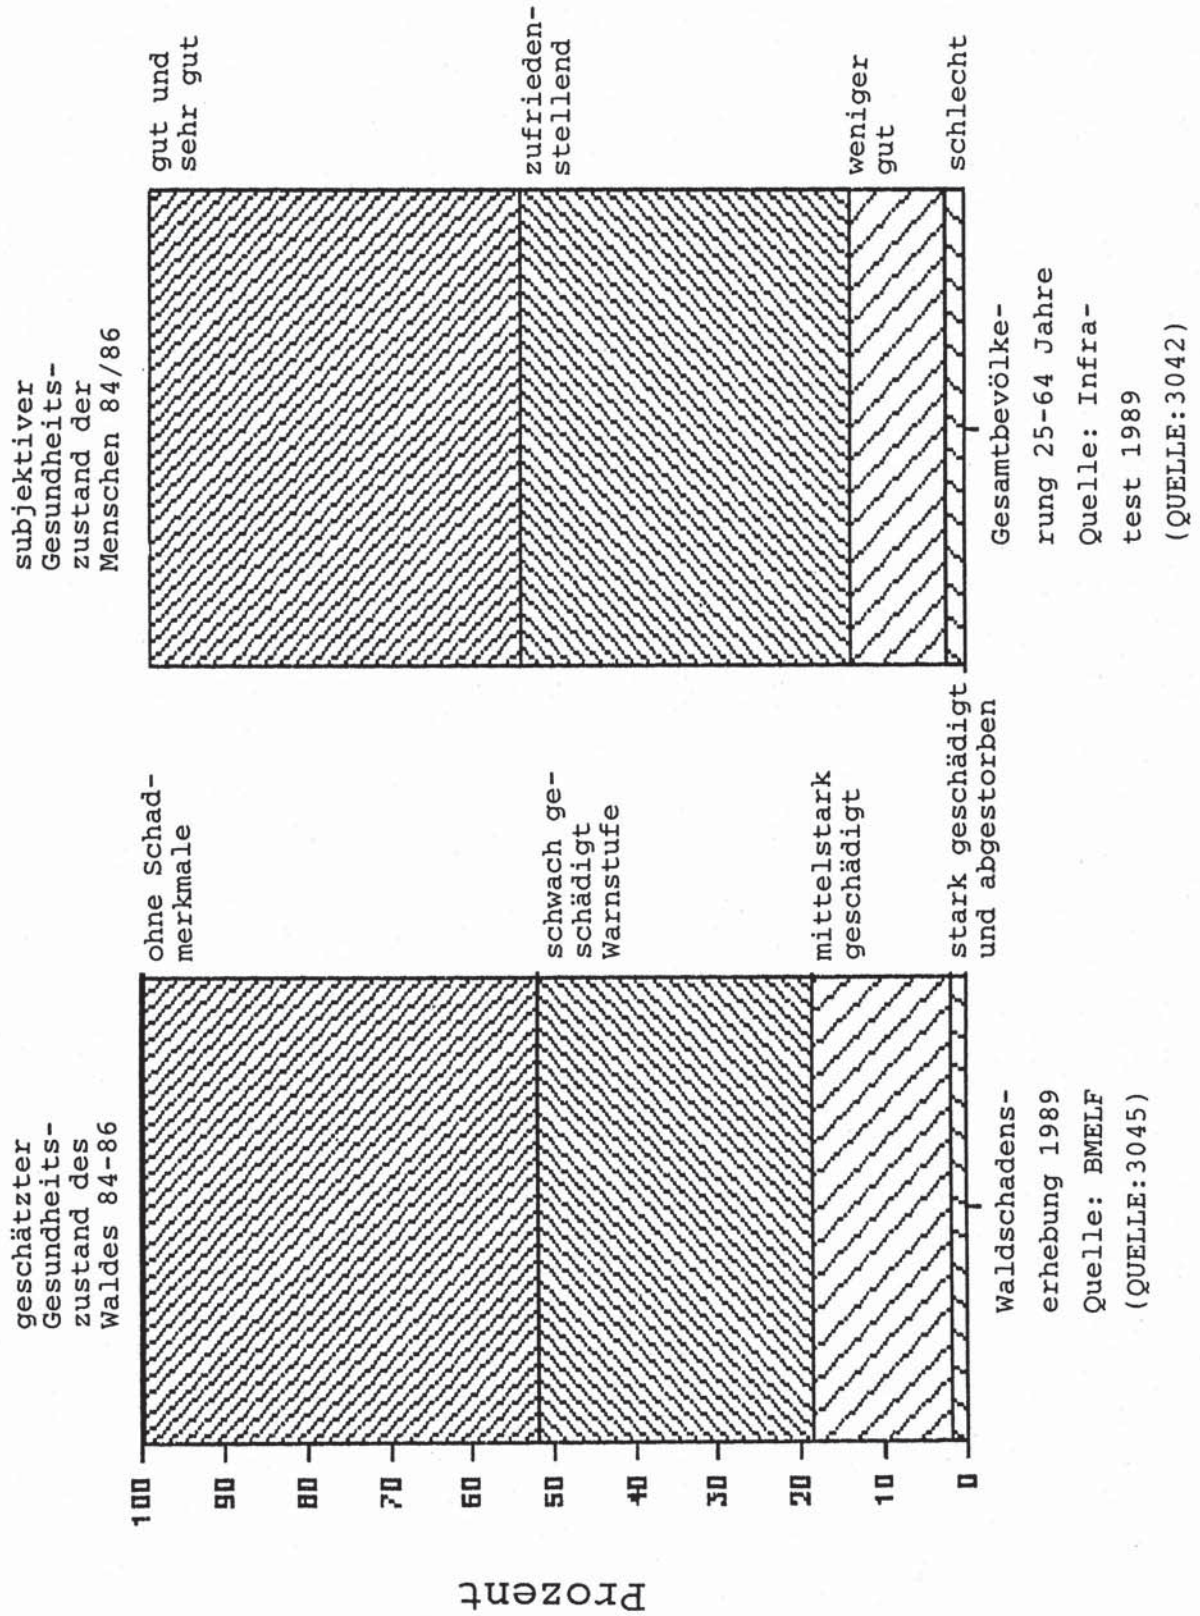 geschätzter
Gesundheits-
zustand des
Waldes 84-86
subjektiver
Gesundheits-
zustand der
Menschen 84/86
Prozent
100
90
80
70
60
50
40
30
20
10
0
ohne Schad-
merkmale
schwach ge-
schädigt
Warnstufe
mittelstark
geschädigt
stark geschädigt
und abgestorben
gut und
sehr gut
zufrieden-
stellend
weniger
gut
schlecht
Waldschadens-
erhebung 1989
Quelle: BMELF
(QUELLE:3045)
Gesamtbevölke-
rung 25-64 Jahre
Quelle: Infra-
test 1989
(QUELLE:3042)